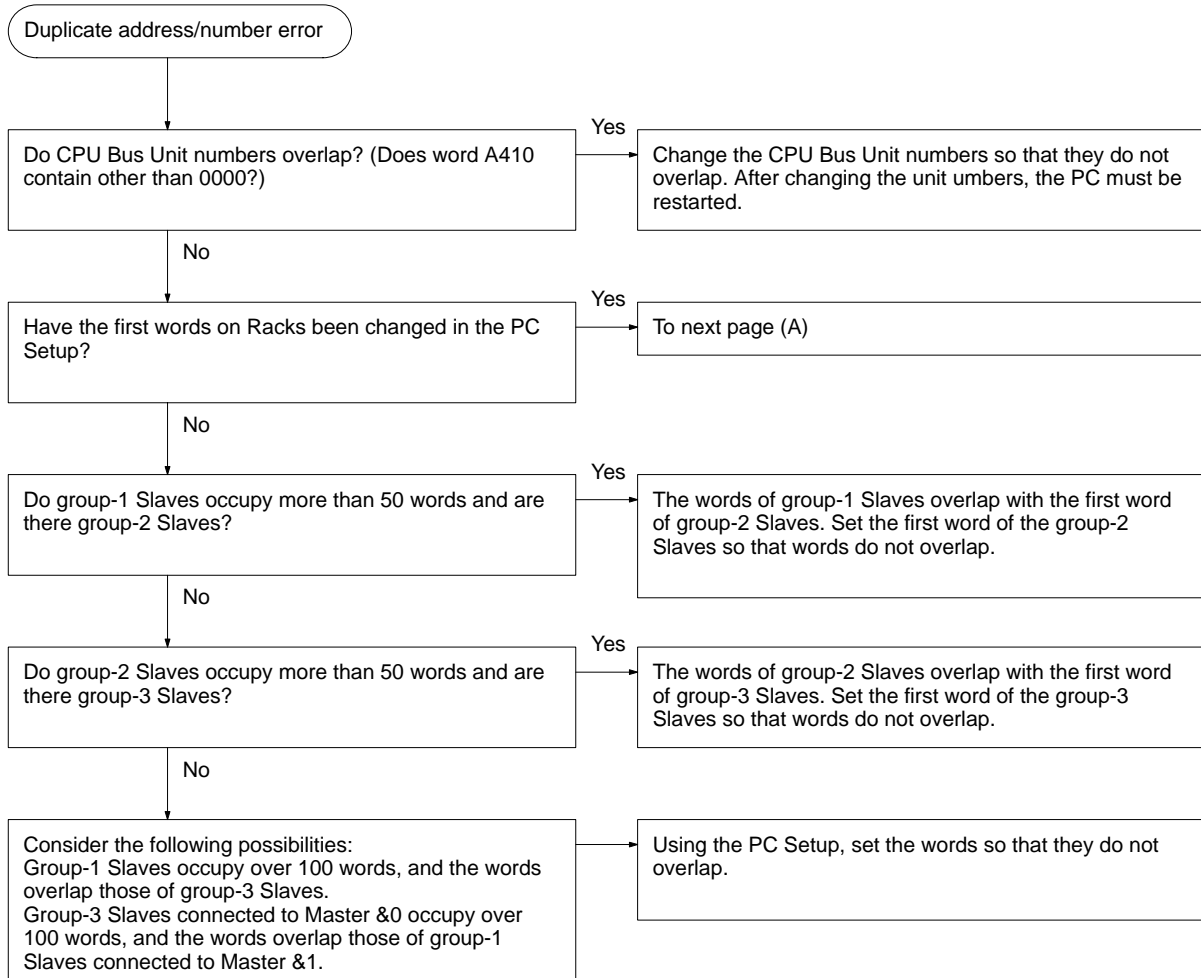 Duplicate address/number error
Yes
Do CPU Bus Unit numbers overlap? (Does word A410
contain other than 0000?)
Change the CPU Bus Unit numbers so that they do not
overlap. After changing the unit umbers, the PC must be
restarted.
No
Yes
Have the first words on Racks been changed in the PC
Setup?
To next page (A)
No
Yes
Do group-1 Slaves occupy more than 50 words and are
there group-2 Slaves?
The words of group-1 Slaves overlap with the first word
of group-2 Slaves. Set the first word of the group-2
Slaves so that words do not overlap.
No
Yes
Do group-2 Slaves occupy more than 50 words and are
there group-3 Slaves?
The words of group-2 Slaves overlap with the first word
of group-3 Slaves. Set the first word of the group-3
Slaves so that words do not overlap.
No
Consider the following possibilities:
Group-1 Slaves occupy over 100 words, and the words
overlap those of group-3 Slaves.
Group-3 Slaves connected to Master &0 occupy over
100 words, and the words overlap those of group-1
Slaves connected to Master &1.
Using the PC Setup, set the words so that they do not
overlap.